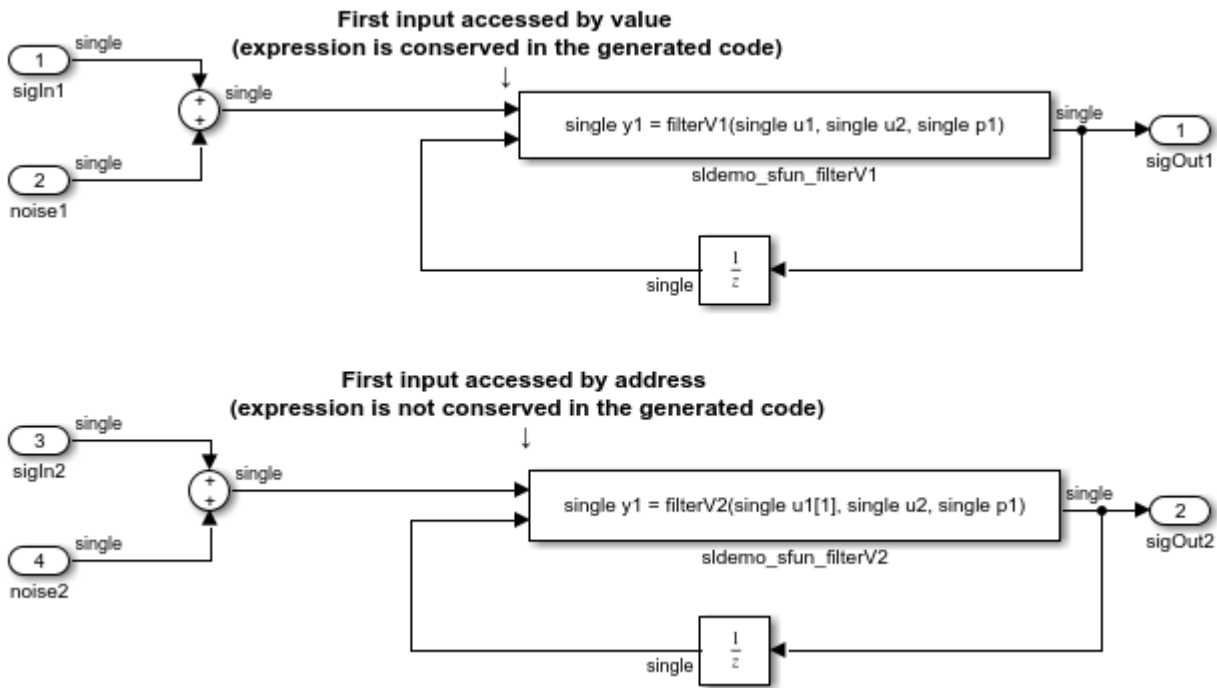 First input accessed by value
(expression is conserved in the generated code)
↓
1
single
sigIn1
+
+
single
single y1 = filterV1(single u1, single u2, single p1)
single
1
sigOut1
sldemo_sfun_filterV1
2
single
noise1
single
1
z
First input accessed by address
(expression is not conserved in the generated code)
↓
3
single
sigIn2
+
+
single
single y1 = filterV2(single u1[1], single u2, single p1)
single
2
sigOut2
sldemo_sfun_filterV2
4
single
noise2
single
1
z